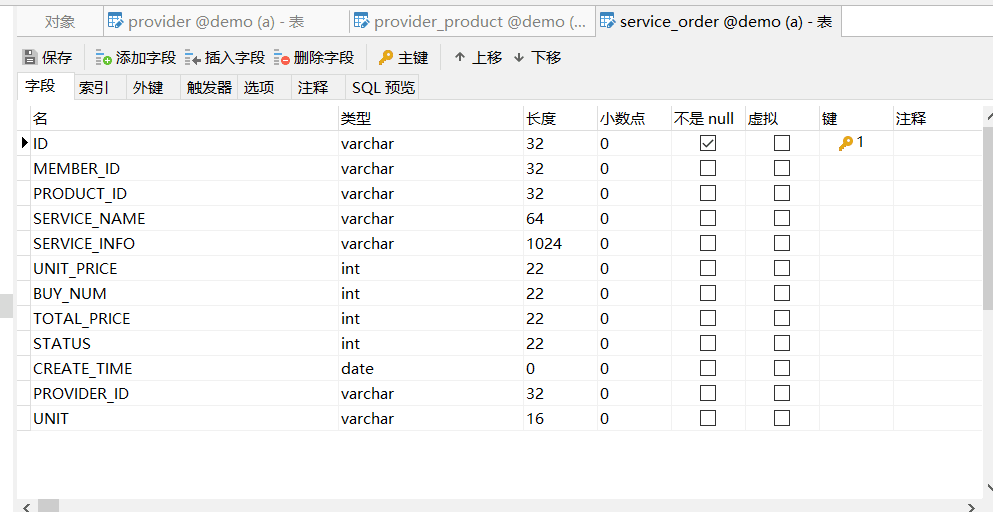 对象 provider @demo (a) - 表 provider_product @demo (... service_order @demo (a) - 表
保存 添加字段 插入字段 删除字段 主键 上移 下移
字段 索引 外键 触发器 选项 注释 SQL 预览
名 类型 长度 小数点 不是 null 虚拟 键 注释
ID varchar 32 0 1
MEMBER_ID varchar 32 0
PRODUCT_ID varchar 32 0
SERVICE_NAME varchar 64 0
SERVICE_INFO varchar 1024 0
UNIT_PRICE int 22 0
BUY_NUM int 22 0
TOTAL_PRICE int 22 0
STATUS int 22 0
CREATE_TIME date 0 0
PROVIDER_ID varchar 32 0
UNIT varchar 16 0